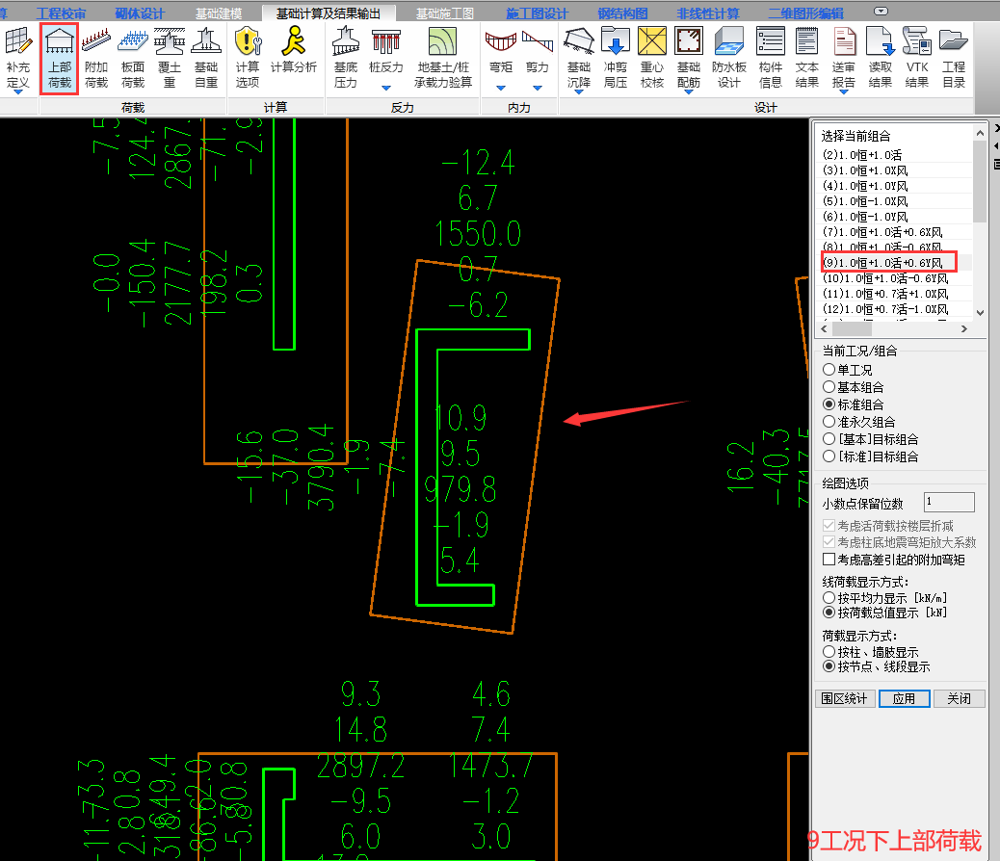 算 工程校审 砌体设计 基础建模 基础计算及结果输出 基础施工图 施工图设计 钢结构图 非线性计算 二维图形编辑
补充定义 上部荷载 附加荷载 板面荷载 覆土重 基础自重 计算选项 计算分析 基底压力 桩反力 地基土/桩承载力验算 弯矩 剪力 基础沉降 冲剪局压 重心校核 基础配筋 防水板设计 构件信息 文本结果 送审报告 读取结果 VTK结果 工程目录
荷载 计算 反力 内力 设计
-7.5
124.
2867.
-71.
-2.9
-0.0
-150.4
2177.7
198.2
0.3
-12.4
6.7
1550.0
0.7
-6.2
10.9
9.5
979.8
-1.9
5.4
-15.6
-37.0
3790.4
-1.9
-7.4
16.2
-40.3
9.3
14.8
2897.2
-9.5
6.0
4.6
7.4
1473.7
-1.2
3.0
选择当前组合
(2)1.0恒+1.0活
(3)1.0恒+1.0X风
(4)1.0恒+1.0Y风
(5)1.0恒-1.0X风
(6)1.0恒-1.0Y风
(7)1.0恒+1.0活+0.6X风
(8)1.0恒+1.0活-0.6X风
(9)1.0恒+1.0活+0.6Y风
(10)1.0恒+1.0活-0.6Y风
(11)1.0恒+0.7活+1.0X风
(12)1.0恒+0.7活-1.0X风
当前工况/组合
单工况
基本组合
标准组合
准永久组合
[基本]目标组合
[标准]目标组合
绘图选项
小数点保留位数 1
考虑活荷载按楼层折减
考虑柱底地震弯矩放大系数
考虑高差引起的附加弯矩
线荷载显示方式:
按平均力显示 [kN/m]
按荷载总值显示 [kN]
荷载显示方式:
按柱、墙肢显示
按节点、线段显示
围区统计 应用 关闭
9工况下上部荷载